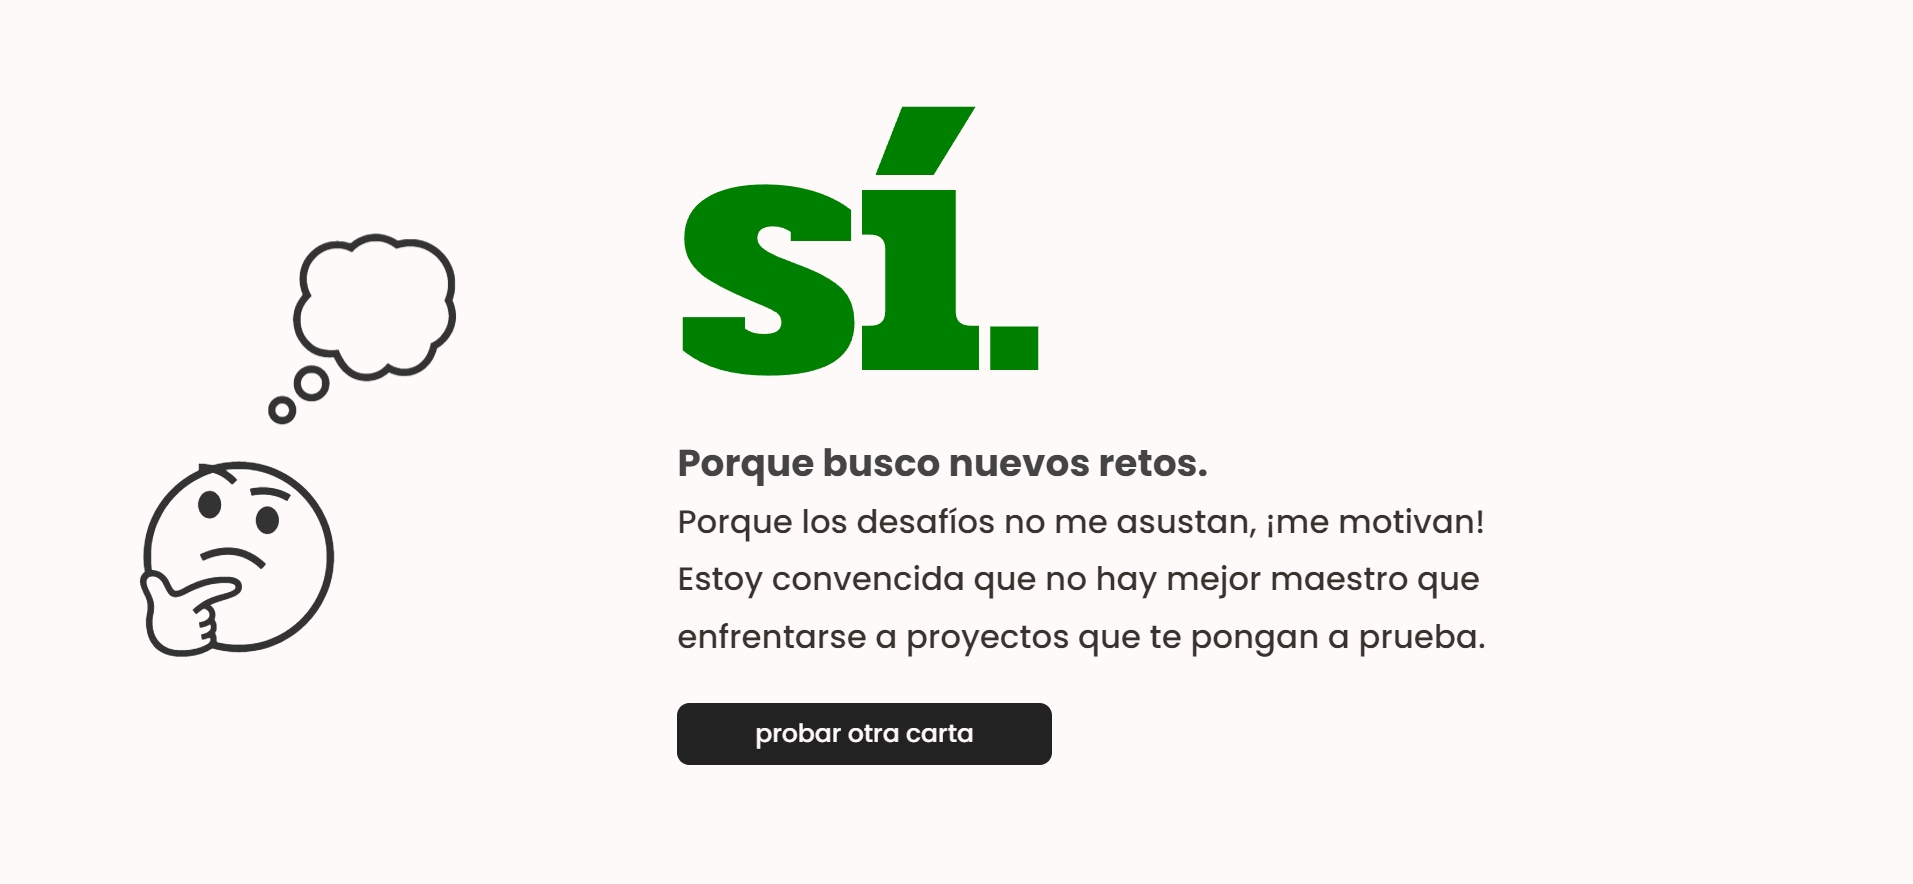 sí.
Porque busco nuevos retos.
Porque los desafíos no me asustan, ¡me motivan!
Estoy convencida que no hay mejor maestro que
enfrentarse a proyectos que te pongan a prueba.
probar otra carta